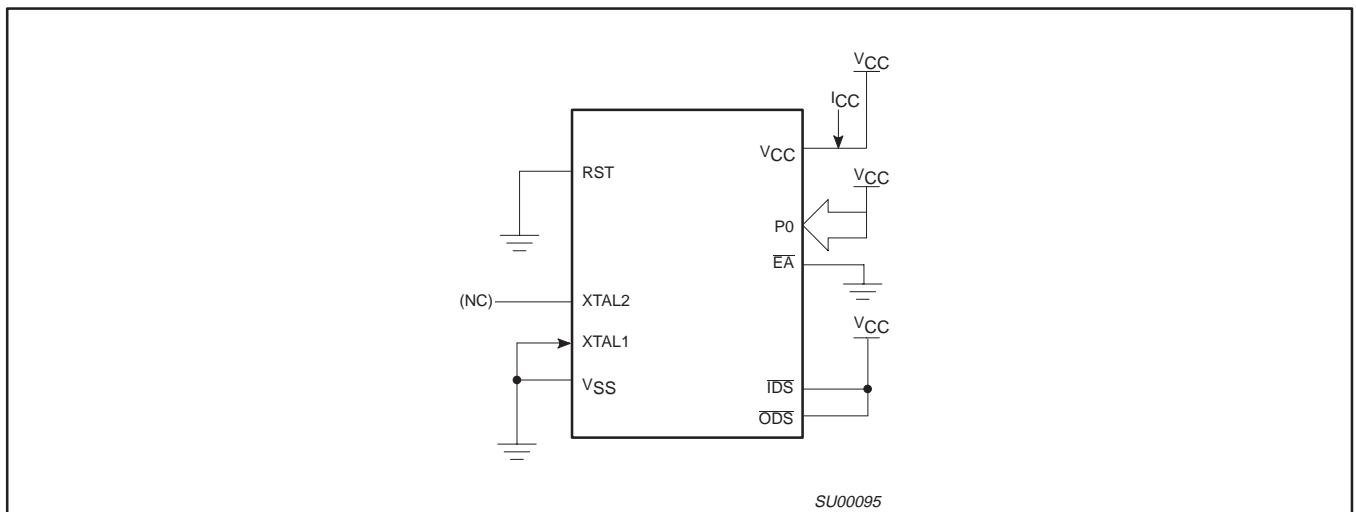 VCC
ICC
VCC
RST
VCC
P0
EA
(NC)
XTAL2
VCC
XTAL1
VSS
IDS
ODS
SU00095